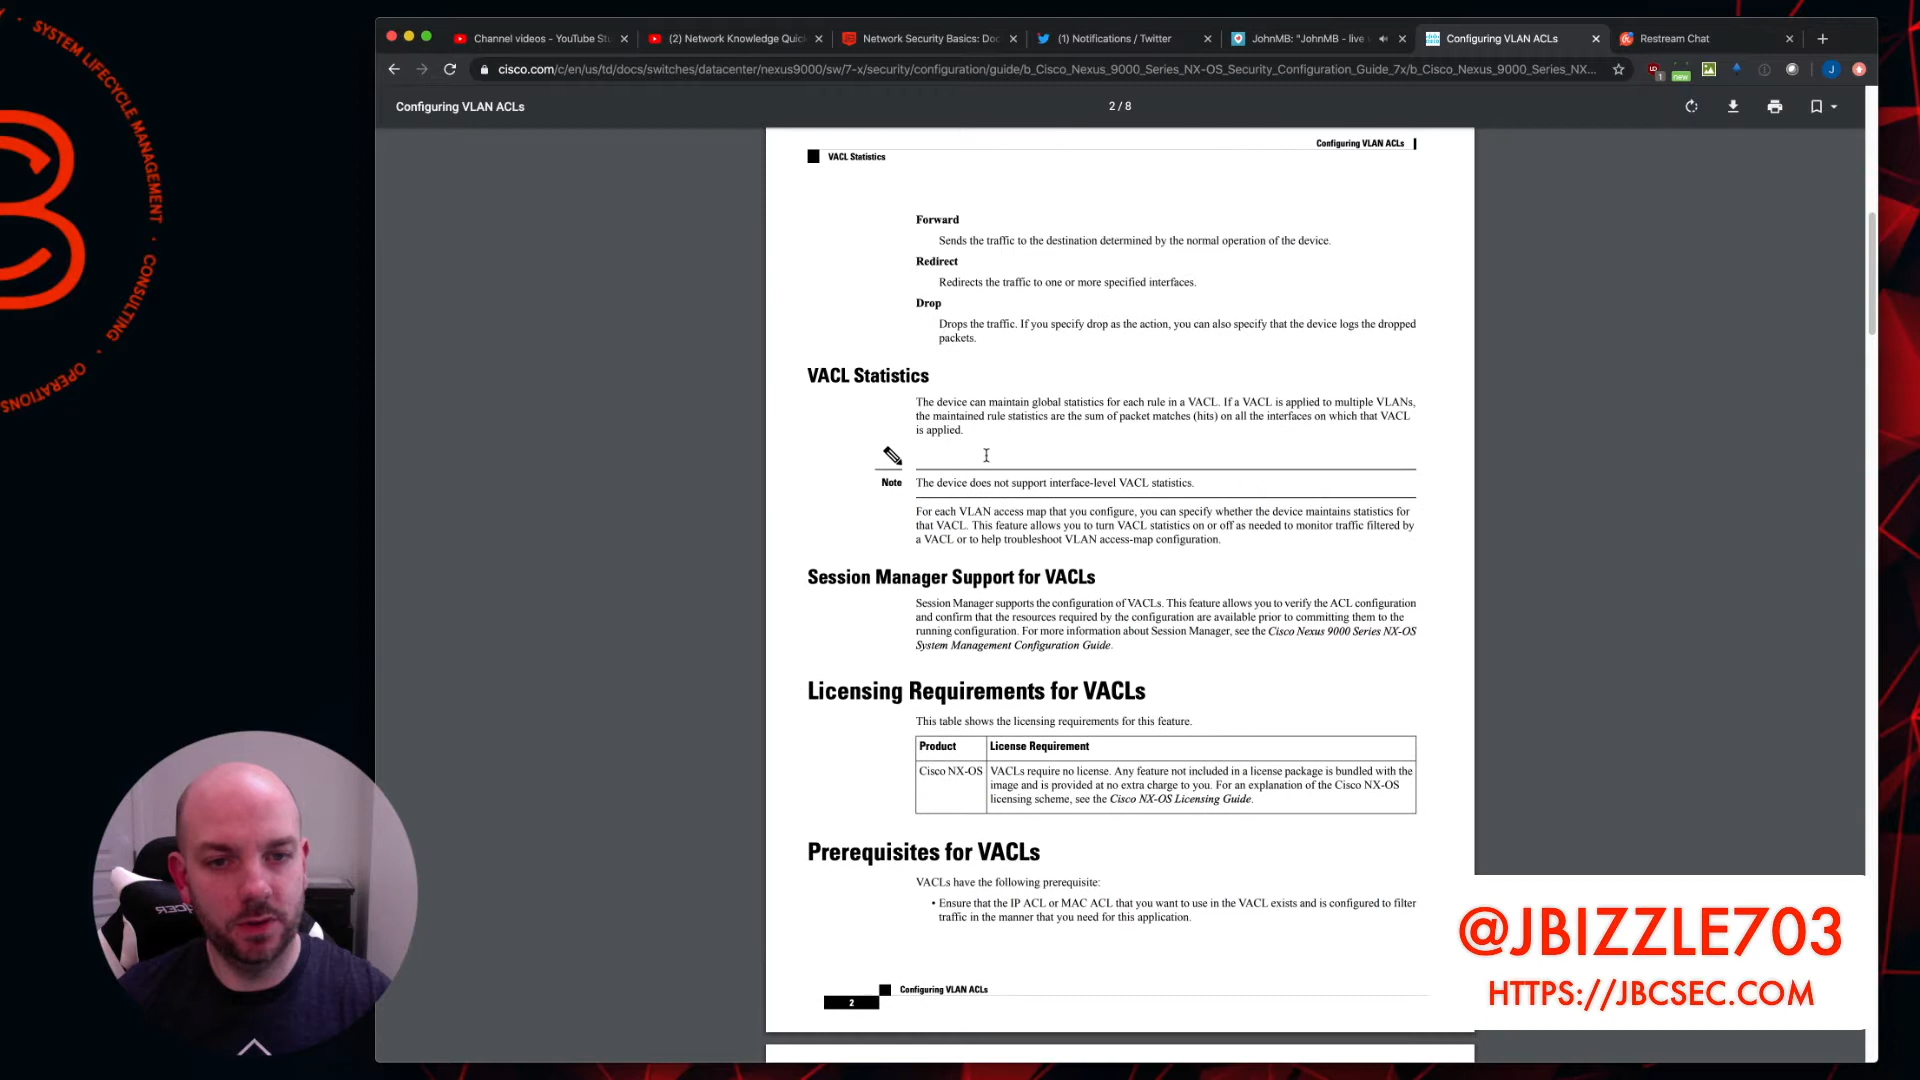 SYSTEM LIFECYCLE MANAGEMENT · CONSULTING · OPERATIONS
Channel videos - YouTube Stu
(2) Network Knowledge Quic
Network Security Basics: Doc
(1) Notifications / Twitter
JohnMB: "JohnMB - live
Configuring VLAN ACLs
Restream Chat
cisco.com/c/en/us/td/docs/switches/datacenter/nexus9000/sw/7-x/security/configuration/guide/b_Cisco_Nexus_9000_Series_NX-OS_Security_Configuration_Guide_7x/b_Cisco_Nexus_9000_Series_NX...
1
new
J
Configuring VLAN ACLs
2 / 8
Configuring VLAN ACLs
VACL Statistics
Forward
Sends the traffic to the destination determined by the normal operation of the device.
Redirect
Redirects the traffic to one or more specified interfaces.
Drop
Drops the traffic. If you specify drop as the action, you can also specify that the device logs the dropped
packets.
VACL Statistics
The device can maintain global statistics for each rule in a VACL. If a VACL is applied to multiple VLANs,
the maintained rule statistics are the sum of packet matches (hits) on all the interfaces on which that VACL
is applied.
Note The device does not support interface-level VACL statistics.
For each VLAN access map that you configure, you can specify whether the device maintains statistics for
that VACL. This feature allows you to turn VACL statistics on or off as needed to monitor traffic filtered by
a VACL or to help troubleshoot VLAN access-map configuration.
Session Manager Support for VACLs
Session Manager supports the configuration of VACLs. This feature allows you to verify the ACL configuration
and confirm that the resources required by the configuration are available prior to committing them to the
running configuration. For more information about Session Manager, see the Cisco Nexus 9000 Series NX-OS
System Management Configuration Guide.
Licensing Requirements for VACLs
This table shows the licensing requirements for this feature.
Product License Requirement
Cisco NX-OS VACLs require no license. Any feature not included in a license package is bundled with the
image and is provided at no extra charge to you. For an explanation of the Cisco NX-OS
licensing scheme, see the Cisco NX-OS Licensing Guide.
Prerequisites for VACLs
VACLs have the following prerequisite:
• Ensure that the IP ACL or MAC ACL that you want to use in the VACL exists and is configured to filter
traffic in the manner that you need for this application.
Configuring VLAN ACLs
2
@JBIZZLE703
HTTPS://JBCSEC.COM